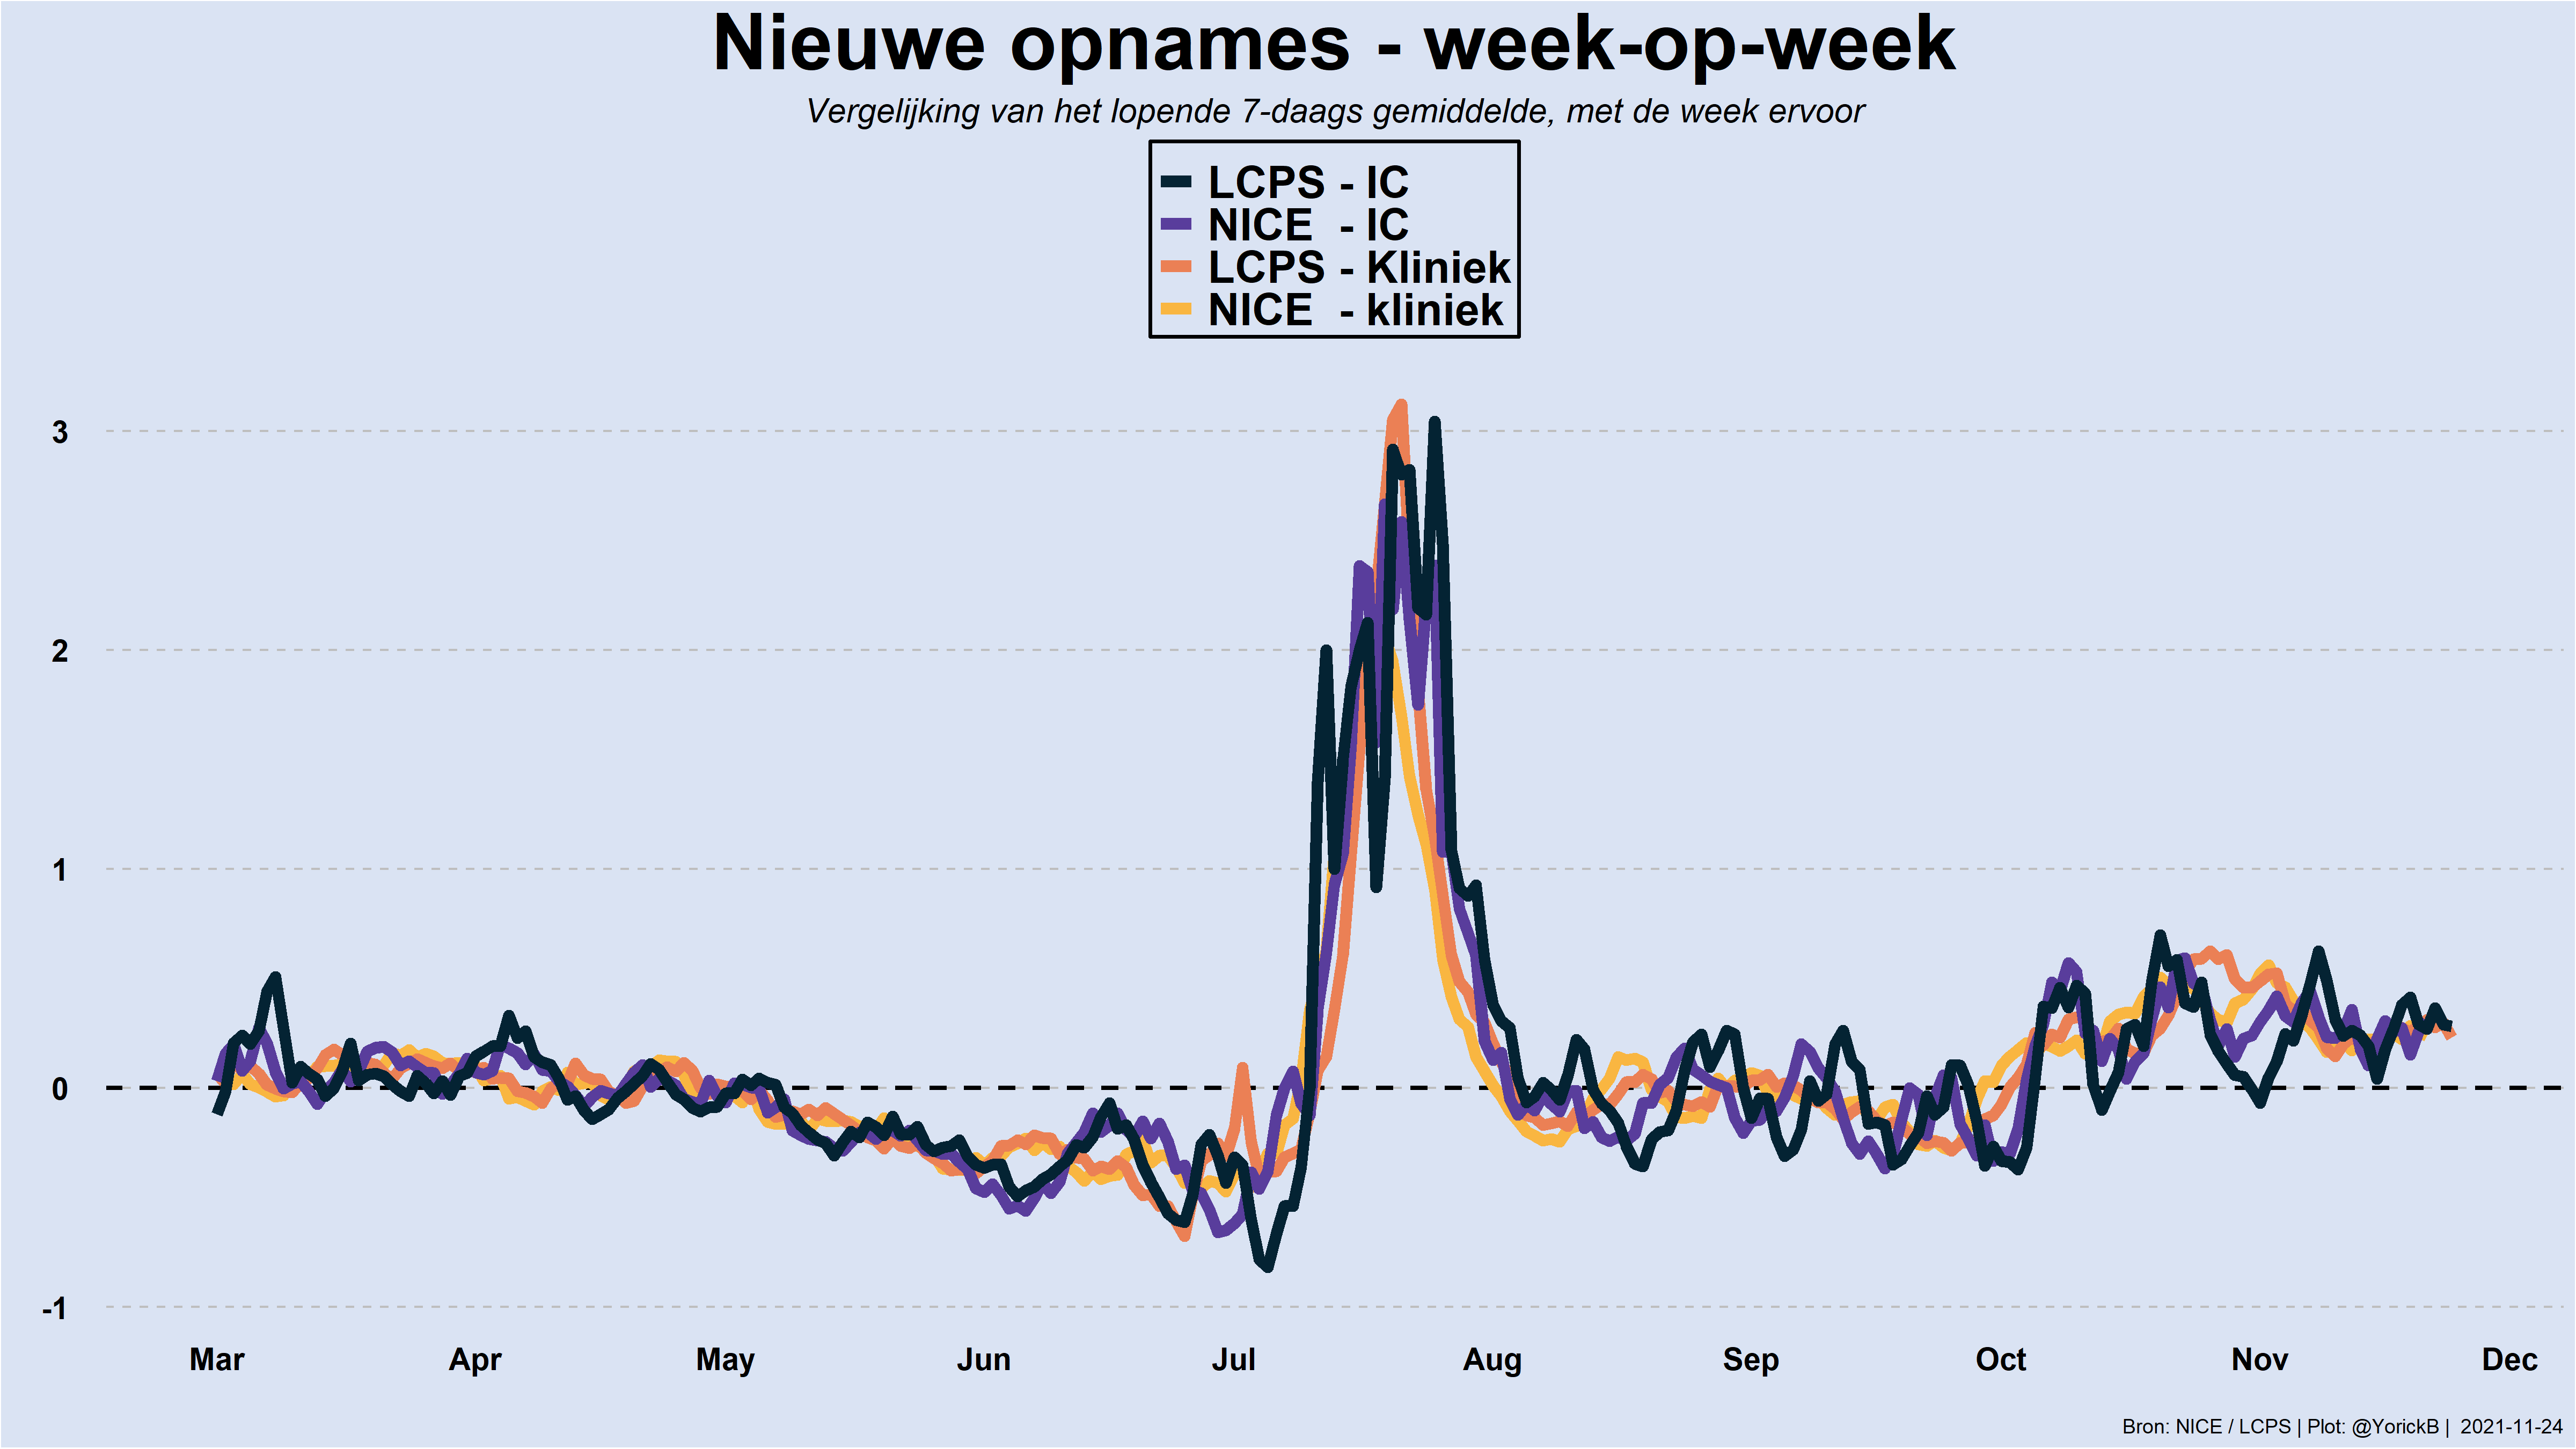 Nieuwe opnames - week-op-week
Vergelijking van het lopende 7-daags gemiddelde, met de week ervoor
LCPS - IC
NICE - IC
LCPS - Kliniek
NICE - kliniek
3
2
1
0
-1
Mar Apr May Jun Jul Aug Sep Oct Nov Dec
Bron: NICE / LCPS | Plot: @YorickB | 2021-11-24